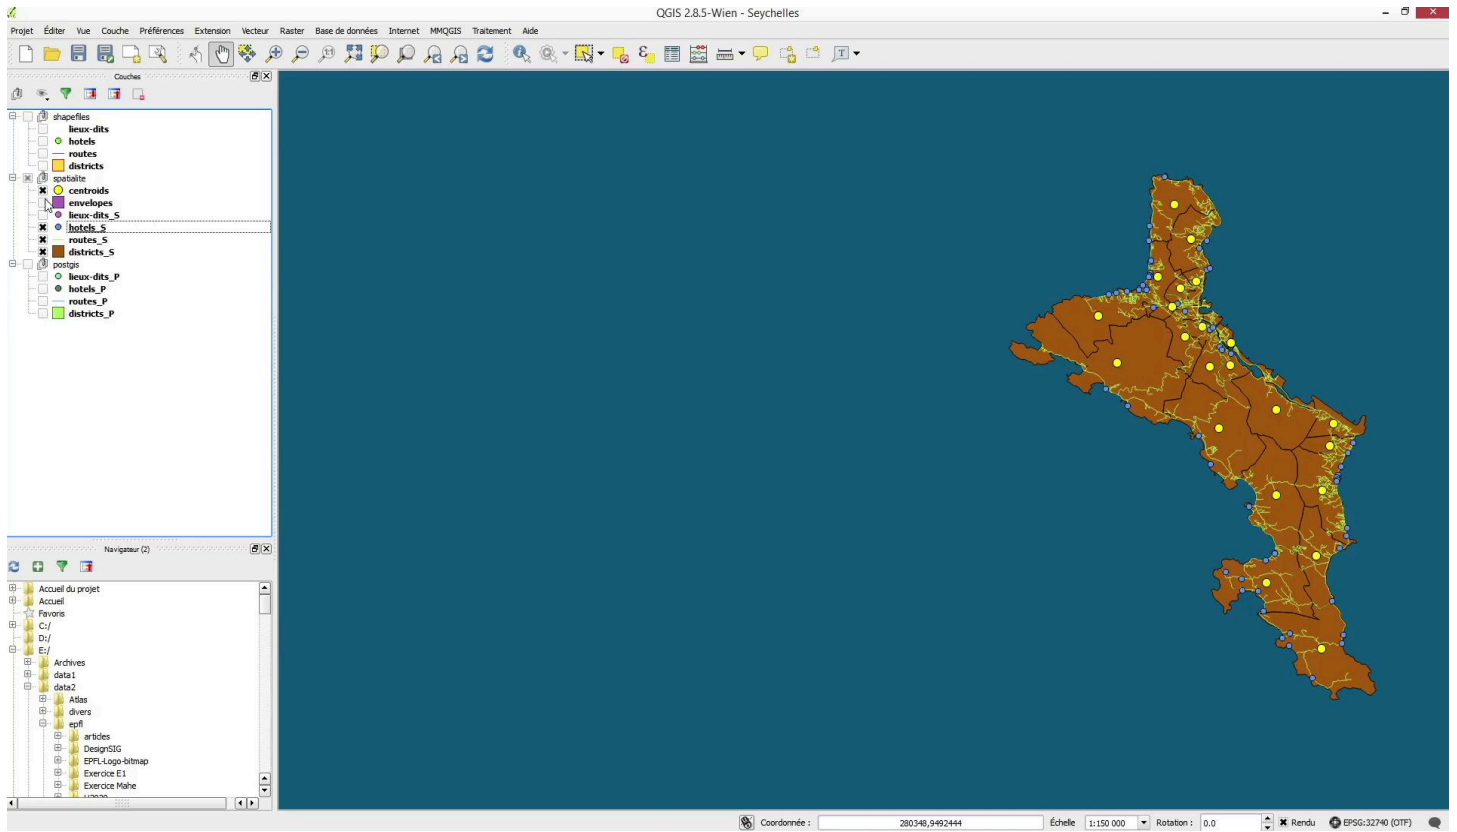 QGIS 2.8.5-Wien - Seychelles
Projet Éditer Vue Couche Préférences Extension Vecteur Raster Base de données Internet MMQGIS Traitement Aide
Couches
shapefiles
lieux-dits
hotels
routes
districts
spatialite
centroids
envelopes
lieux-dits_S
hotels_S
routes_S
districts_S
postgis
lieux-dits_P
hotels_P
routes_P
districts_P
Navigateur (2)
Accueil du projet
Accueil
Favoris
C:/
D:/
E:/
Archives
data1
data2
Atlas
divers
epfl
articles
DesignSIG
EPFL-Logo-bitmap
Exercice E1
Exercice Mahe
Coordonnée : 280348,9492444 Échelle 1:150 000 Rotation : 0.0 Rendu EPSG:32740 (OTF)